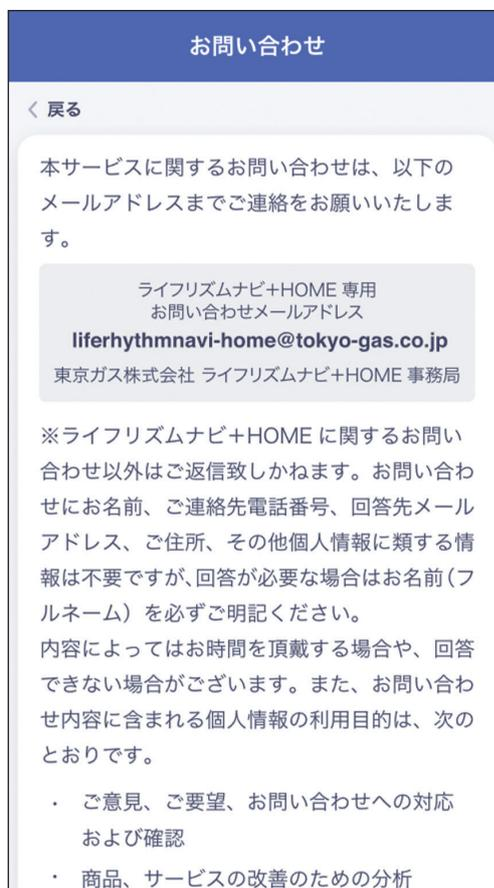 お問い合わせ
戻る
本サービスに関するお問い合わせは、以下の
メールアドレスまでご連絡をお願いいたしま
す。
ライフリズムナビ＋HOME 専用
お問い合わせメールアドレス
liferhythmnavi-home@tokyo-gas.co.jp
東京ガス株式会社 ライフリズムナビ＋HOME 事務局
※ライフリズムナビ＋HOME に関するお問い
合わせ以外はご返信致しかねます。お問い合わ
せにお名前、ご連絡先電話番号、回答先メール
アドレス、ご住所、その他個人情報に類する情
報は不要ですが、回答が必要な場合はお名前（フ
ルネーム）を必ずご明記ください。
内容によってはお時間を頂戴する場合や、回答
できない場合がございます。また、お問い合わ
せ内容に含まれる個人情報の利用目的は、次の
とおりです。
・ ご意見、ご要望、お問い合わせへの対応
および確認
・ 商品、サービスの改善のための分析